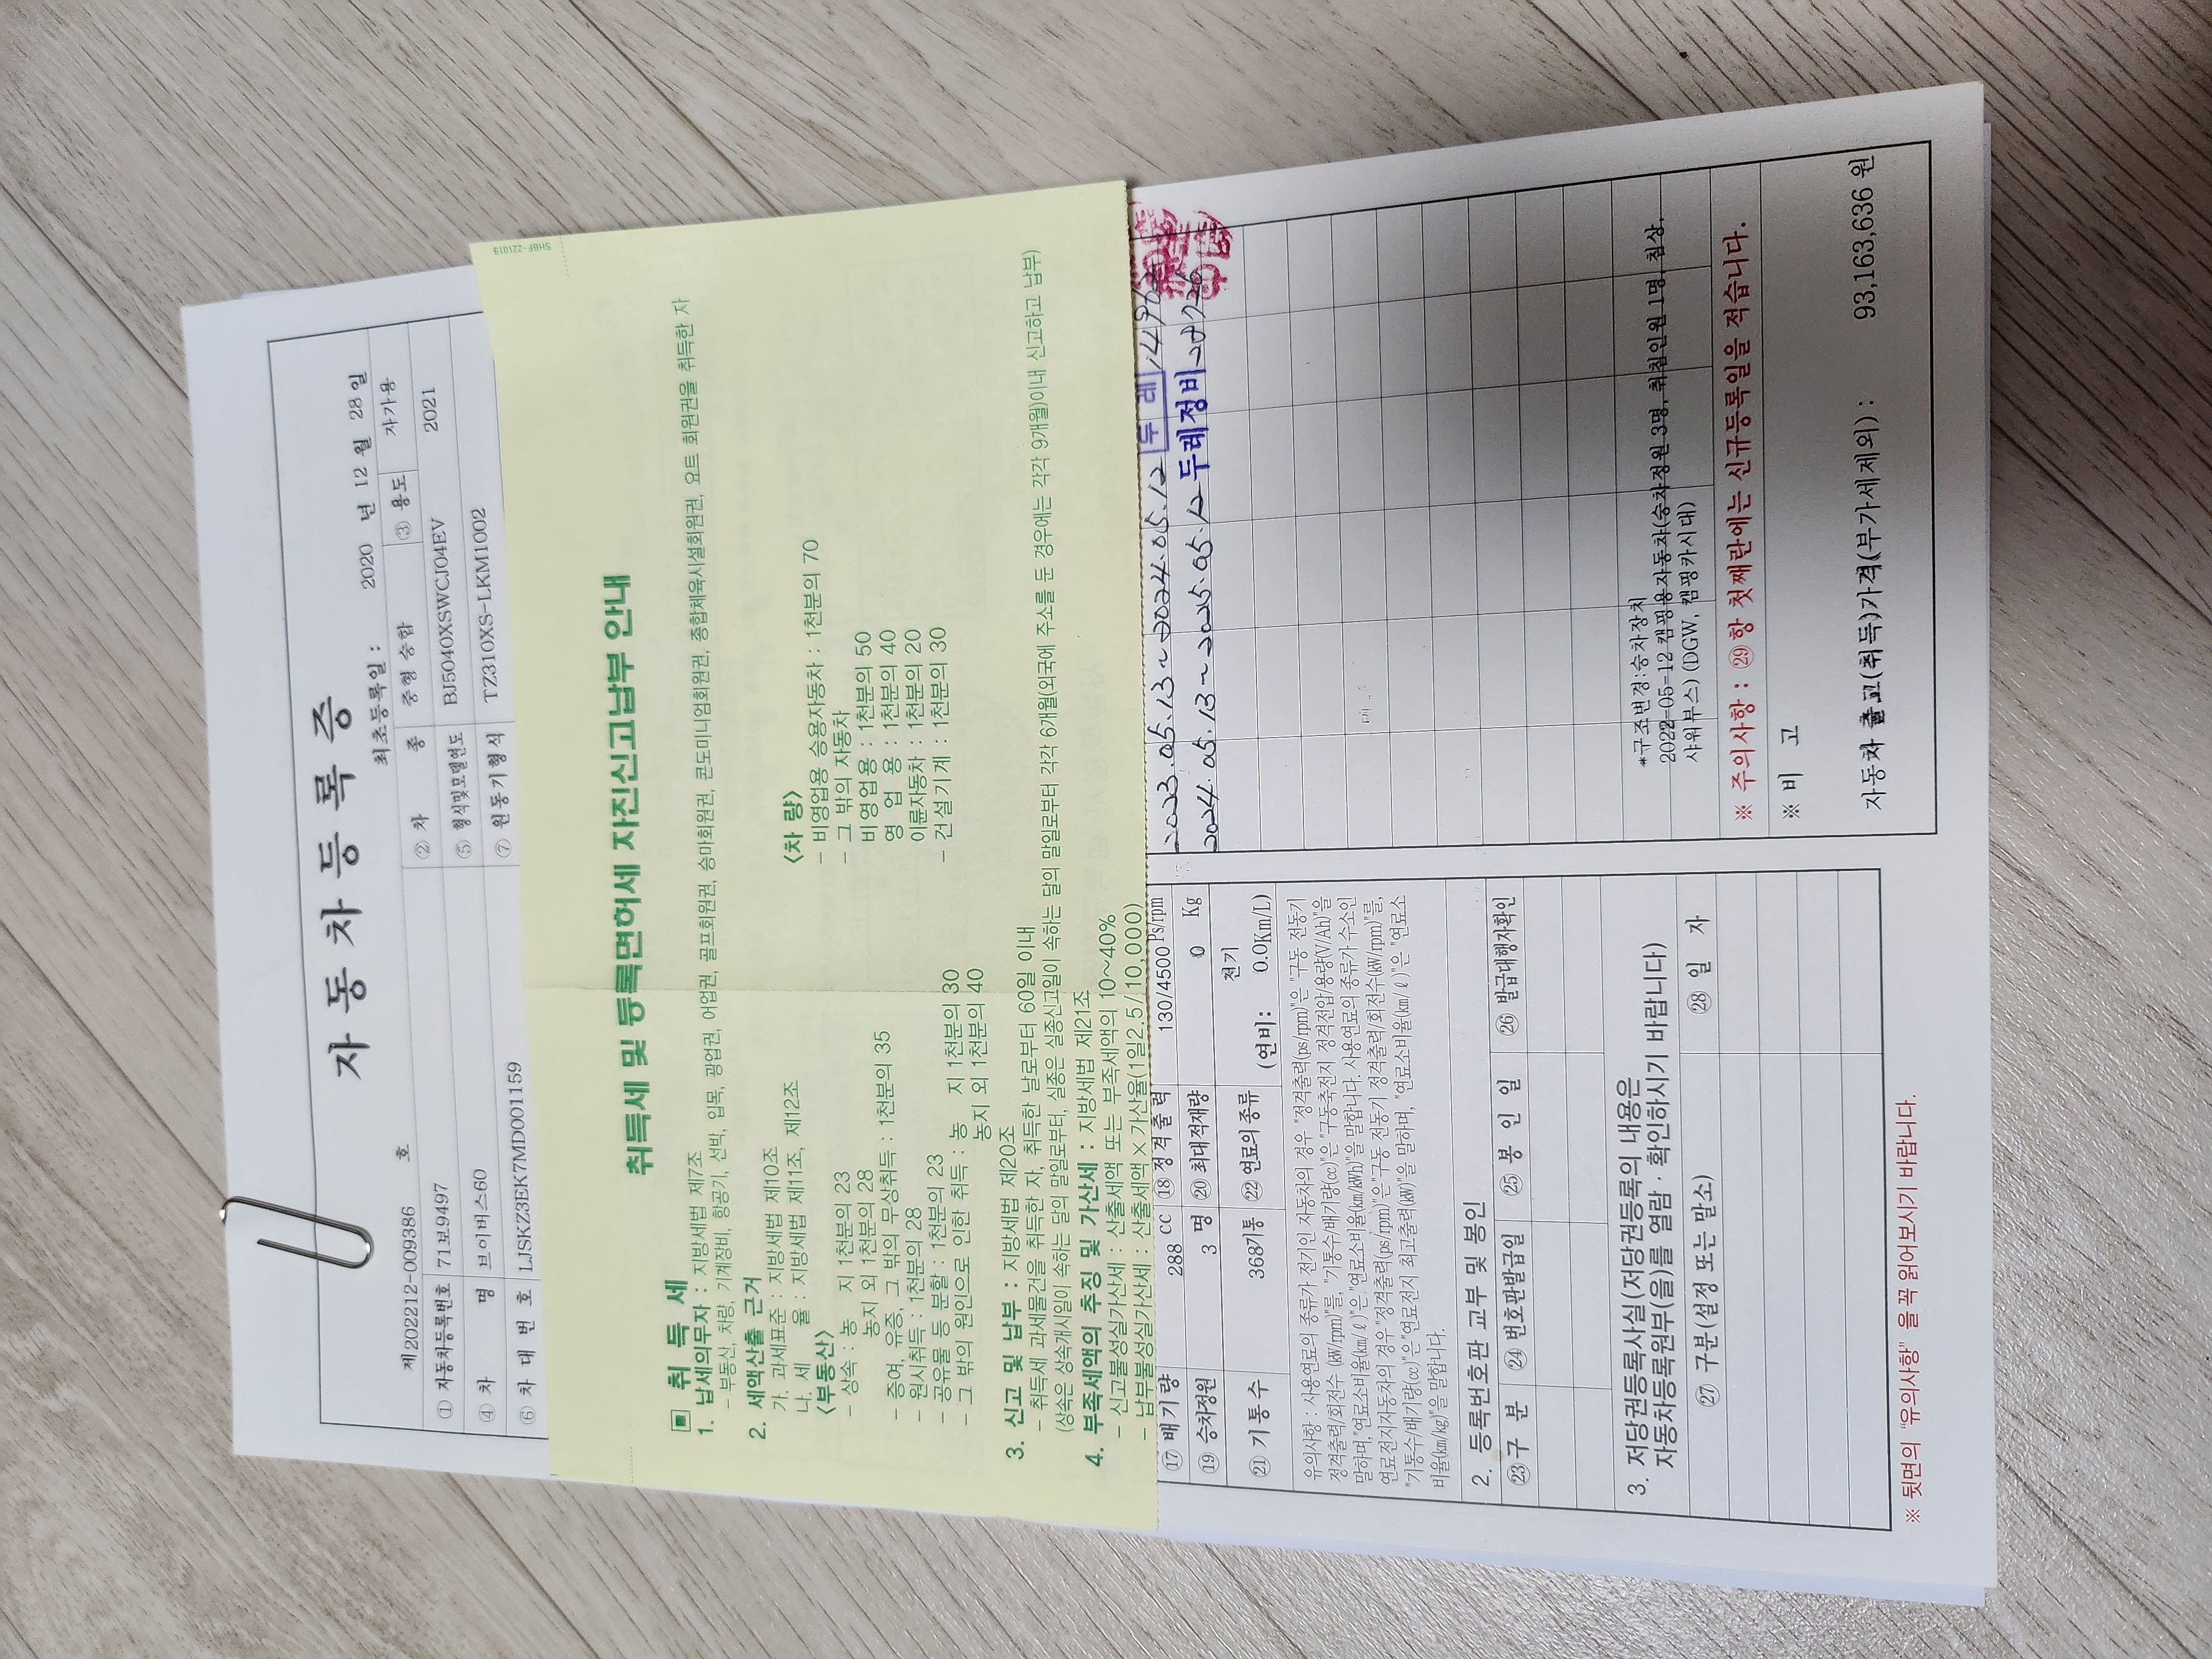 자 동 차 등 록 증
제202212-009386 호
최초등록일 : 2020 년 12 월 28일
① 자동차등록번호 71보9497 ② 차 종 중형 승합 ③ 용도 자가용
④ 차 명 브이버스60 ⑤ 형식및모델연도 BJ5040XSWCJ04EV 2021
⑥ 차 대 번 호 LJSKZ3EK7MD001159 ⑦ 원동기형식 TZ310XS-LKM1002
SHBF-221019
취득세 및 등록면허세 자진신고납부 안내
▣ 취 득 세
1. 납세의무자 : 지방세법 제7조
- 부동산, 차량, 기계장비, 항공기, 선박, 입목, 광업권, 어업권, 골프회원권, 승마회원권, 콘도미니엄회원권, 종합체육시설회원권, 요트 회원권을 취득한 자
2. 세액산출 근거
가. 과세표준 : 지방세법 제10조
나. 세 율 : 지방세법 제11조, 제12조
<부동산>
- 상속 : 농 지 1천분의 23
농지 외 1천분의 28
- 증여, 유증, 그 밖의 무상취득 : 1천분의 35
- 원시취득 : 1천분의 28
- 공유물 등 분할 : 1천분의 23
- 그 밖의 원인으로 인한 취득 : 농 지 1천분의 30
농지 외 1천분의 40
<차 량>
- 비영업용 승용자동차 : 1천분의 70
- 그 밖의 자동차
비영업용 : 1천분의 50
영 업 용 : 1천분의 40
이륜자동차 : 1천분의 20
- 건설기계 : 1천분의 30
3. 신고 및 납부 : 지방세법 제20조
- 취득세 과세물건을 취득한 자, 취득한 날로부터 60일 이내
(상속은 상속개시일이 속하는 달의 말일로부터, 실종은 실종신고일이 속하는 달의 말일로부터 각각 6개월(외국에 주소를 둔 경우에는 각각 9개월)이내 신고하고 납부)
4. 부족세액의 추징 및 가산세 : 지방세법 제21조
- 신고불성실가산세 : 산출세액 또는 부족세액의 10~40%
- 납부불성실가산세 : 산출세액 × 가산율(1일2.5/10,000)
⑰ 배 기 량 288 cc ⑱ 정 격 출 력 130/4500 Ps/rpm
⑲ 승차정원 3 명 ⑳ 최대적재량 0 Kg
㉑ 기 통 수 368기통 ㉒ 연료의종류 전기
(연비: 0.0Km/L)
유의사항 : 사용연료의 종류가 전기인 자동차의 경우 "정격출력(ps/rpm)"은 "구동 전동기
정격출력/회전수 (kW/rpm)"를, "기통수/배기량(cc)"은 "구동축전지 정격전압/용량(V/Ah)"을
말하며,"연료소비율(km/ℓ)"은 "연료소비율(km/kWh)"을 말합니다. 사용연료의 종류가 수소인
연료전지자동차의 경우 "정격출력(ps/rpm)"은"구동 전동기 정격출력/회전수(kW/rpm)"를,
"기통수/배기량(cc)"은 "연료전지 최고출력(kW)"을 말하며, "연료소비율(km/ℓ)"은 "연료소
비율(km/kg)"을 말합니다.
2. 등록번호판 교부 및 봉인
㉓구 분 ㉔ 번호판발급일 ㉕ 봉 인 일 ㉖ 발급대행자확인
3. 저당권등록사실(저당권등록의 내용은
자동차등록원부(을)를 열람 · 확인하시기 바랍니다)
㉗ 구분(설정 또는 말소) ㉘ 일 자
※ 뒷면의 "유의사항" 을 꼭 읽어보시기 바랍니다.
2023.05.13 ~ 2024.05.12 두 레
2024.05.13 ~ 2025.05.12 두레정비
*구조변경:승차장치
2022-05-12 캠핑용자동차(승차정원 3명, 취침인원 1명, 침상,
샤워부스) (DGW, 캠핑카시대)
※ 주의사항 : ㉙항 첫째란에는 신규등록일을 적습니다.
※ 비 고
자동차 출고(취득)가격(부가세제외) : 93,163,636 원